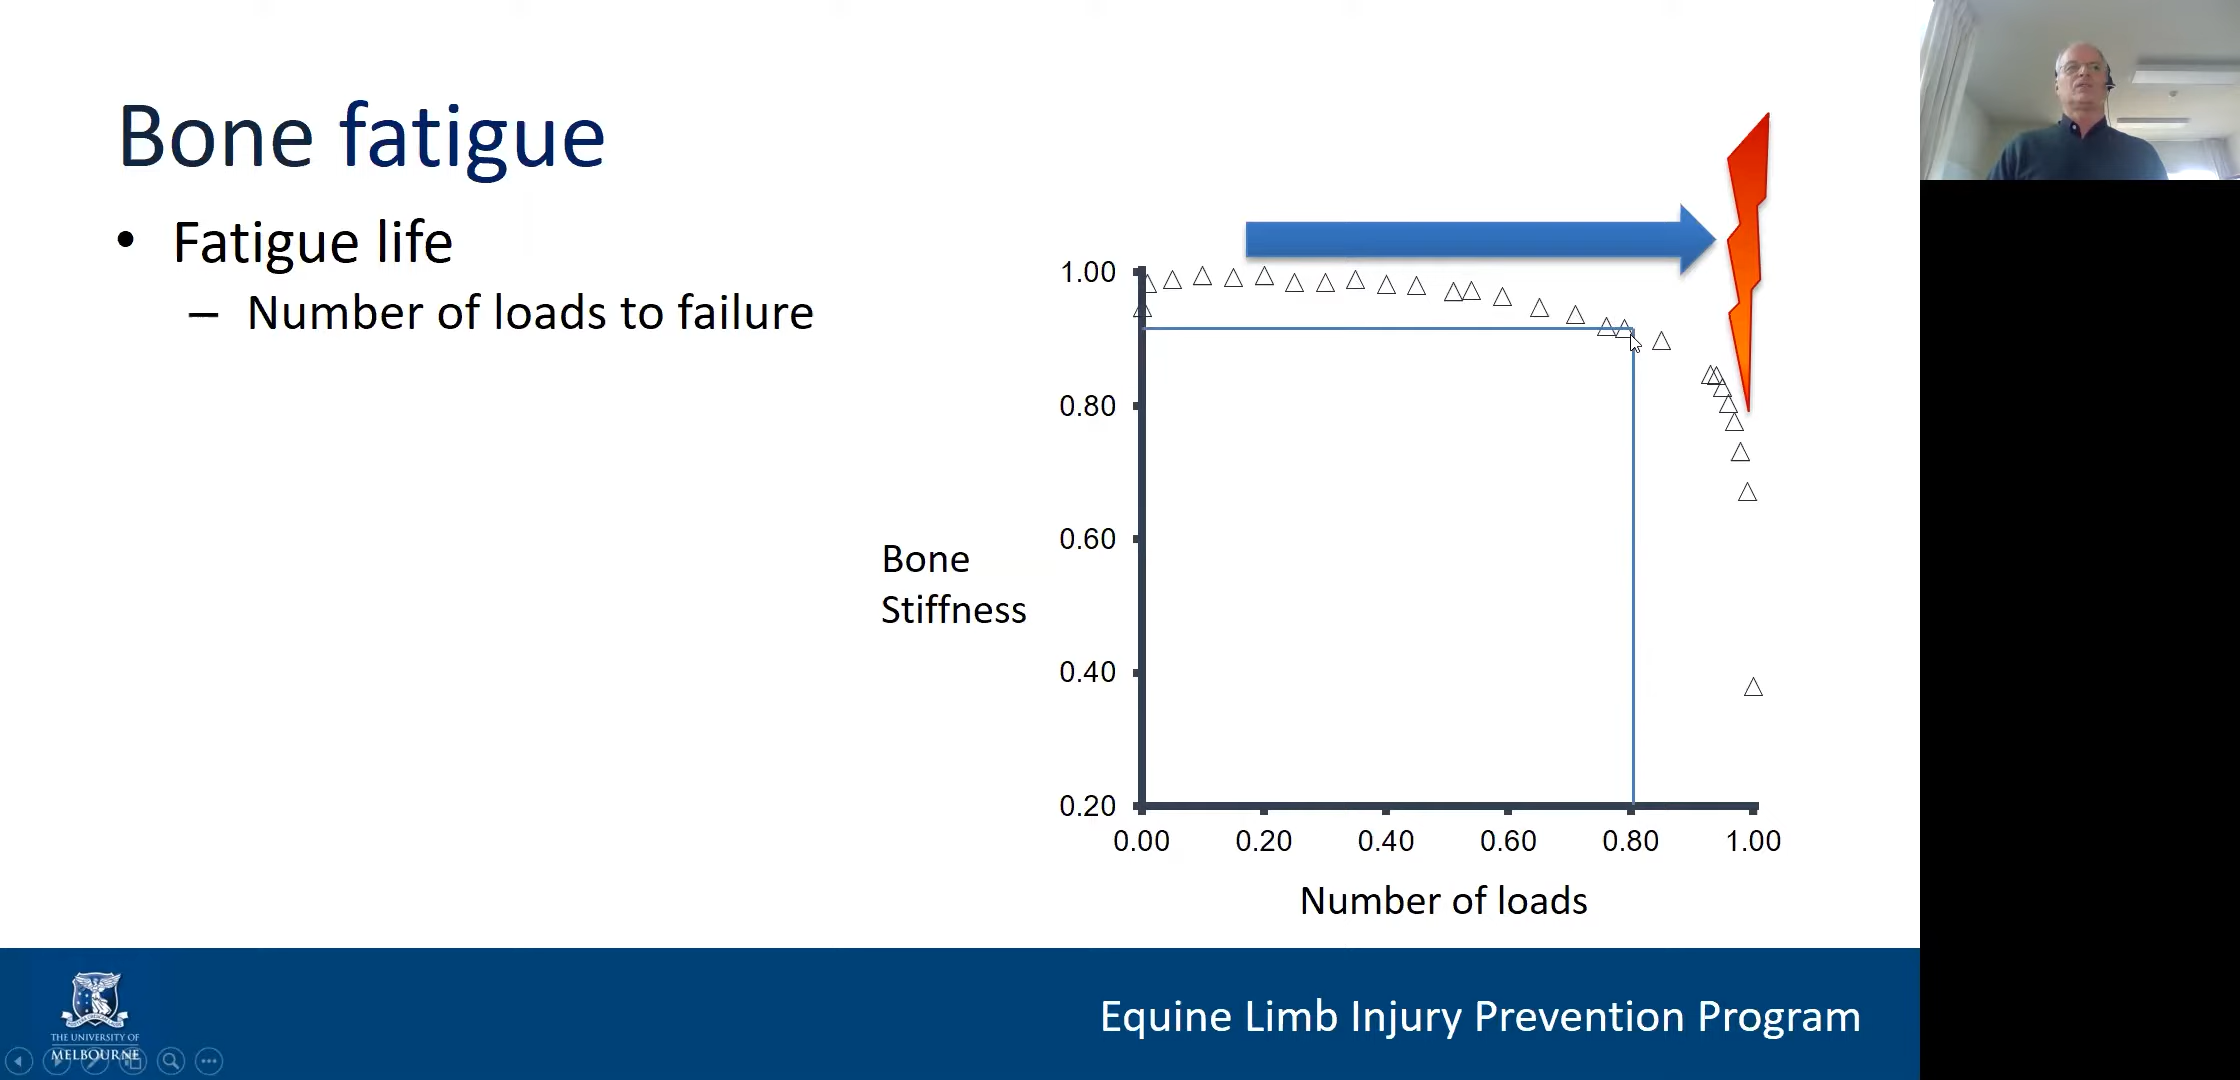 Bone fatigue
• Fatigue life
– Number of loads to failure
1.00
0.80
0.60
0.40
0.20
Bone
Stiffness
0.00 0.20 0.40 0.60 0.80 1.00
Number of loads
THE UNIVERSITY OF
MELBOURNE
Equine Limb Injury Prevention Program